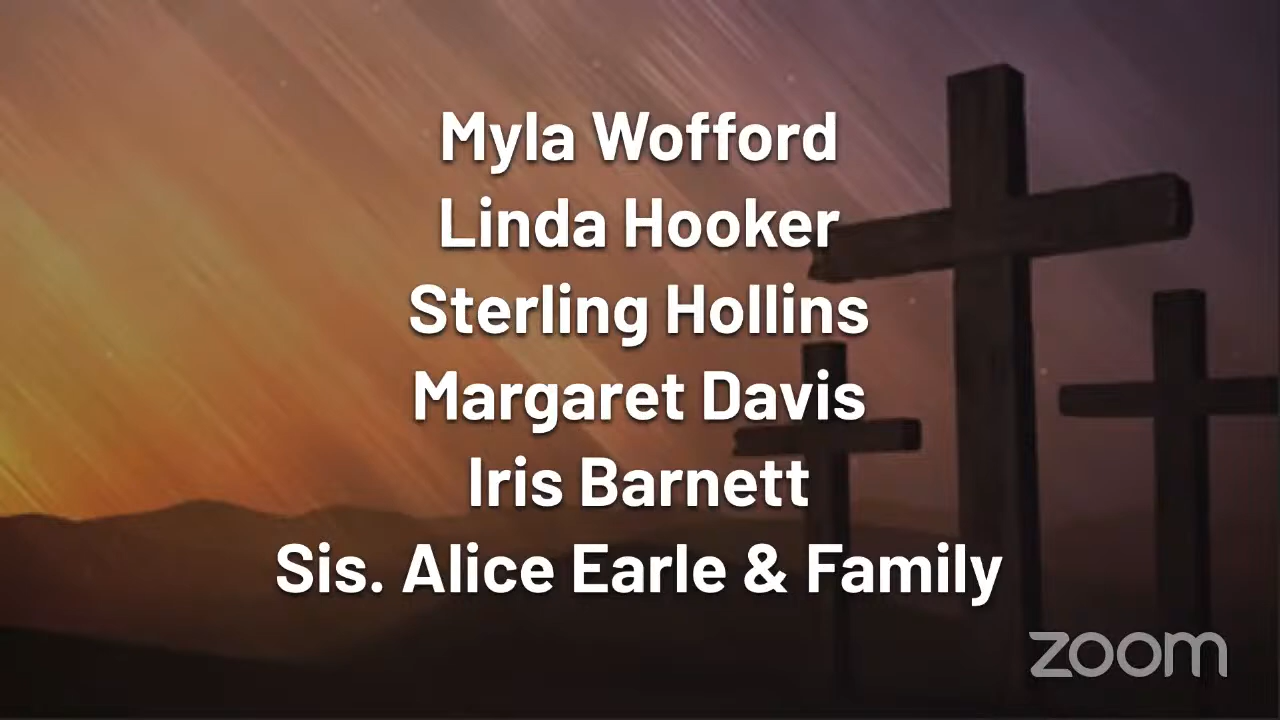 Myla Wofford
Linda Hooker
Sterling Hollins
Margaret Davis
Iris Barnett
Sis. Alice Earle & Family
zoom